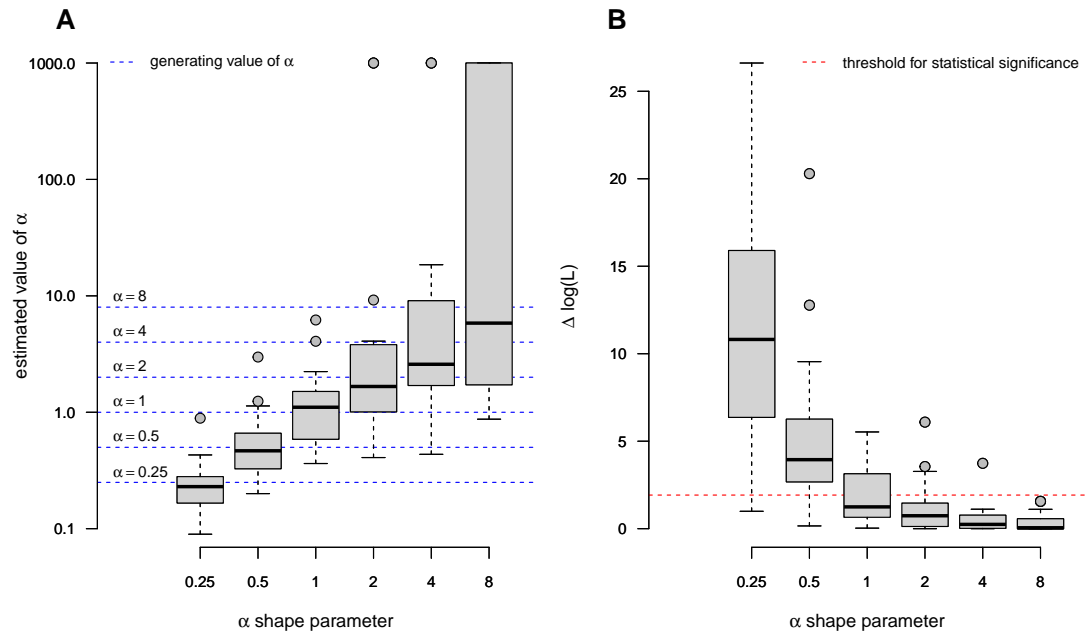 A
generating value of α
1000.0
100.0
10.0
1.0
0.1
estimated value of α
α = 8
α = 4
α = 2
α = 1
α = 0.5
α = 0.25
0.25 0.5 1 2 4 8
α shape parameter
B
threshold for statistical significance
25
20
15
10
5
0
Δ log(L)
0.25 0.5 1 2 4 8
α shape parameter